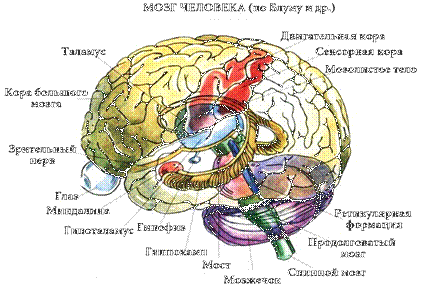 МОЗГ ЧЕЛОВЕКА (по Блуму и др.)
Двигательная кора
Сенсорная кора
Мозолистое тело
Таламус
Кора большого
мозга
Зрительный
нерв
Глаз
Миндалина
Гипоталамус
Гипофиз
Гиппокамп
Мост
Мозжечок
Спинной мозг
Продолговатый
мозг
Ретикулярная
формация